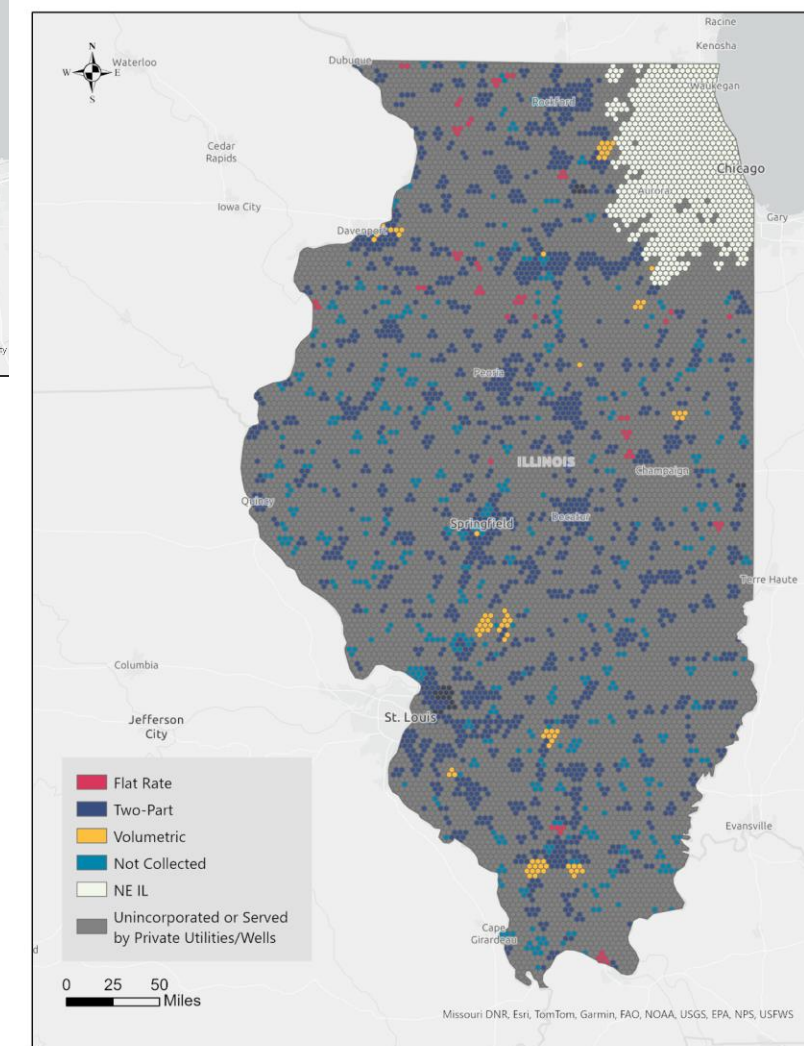 Racine
Kenosha
N
W E
S
Waterloo
Dubuque
Waukegan
Rockford
Cedar
Rapids
Chicago
Aurora
Iowa City
Gary
Davenport
Peoria
ILLINOIS
Champaign
Quincy
Springfield
Decatur
Terre Haute
Columbia
Jefferson
City
St. Louis
Flat Rate
Two-Part
Volumetric
Not Collected
NE IL
Unincorporated or Served
by Private Utilities/Wells
Evansville
Cape
Girardeau
0 25 50
Miles
Missouri DNR, Esri, TomTom, Garmin, FAO, NOAA, USGS, EPA, NPS, USFWS